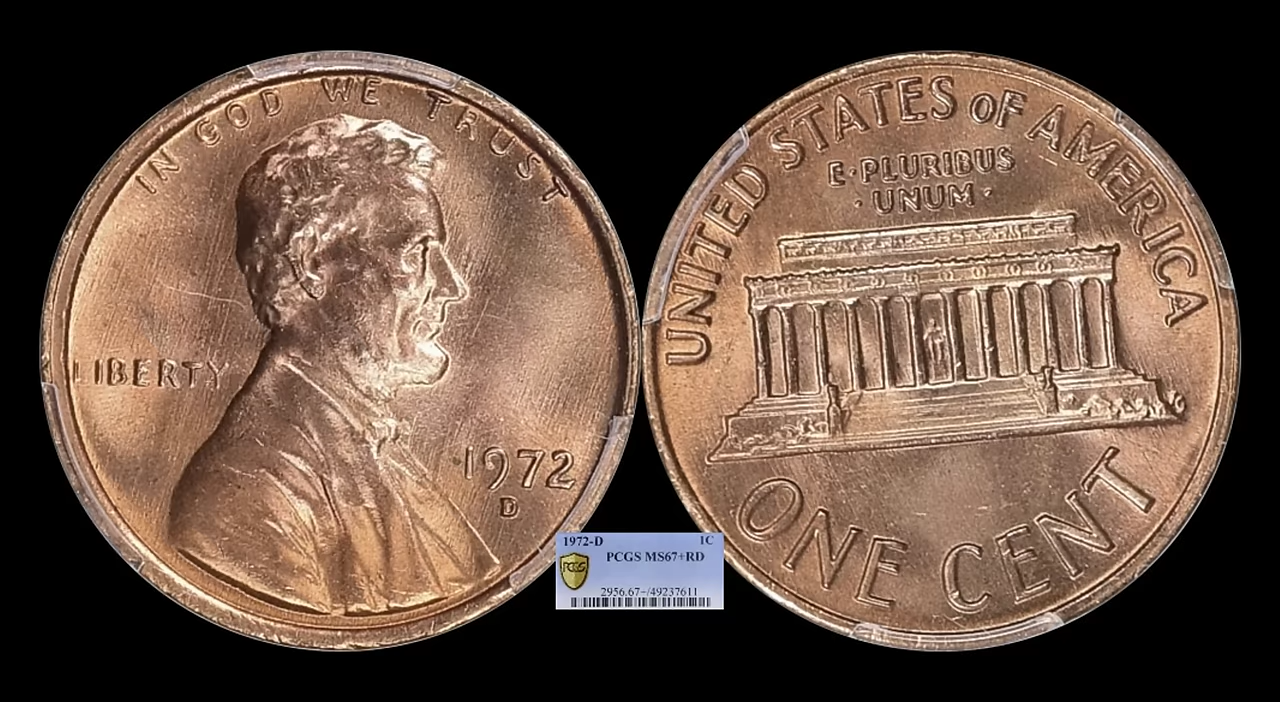 IN GOD WE TRUST
LIBERTY
1972
D
UNITED STATES OF AMERICA
E·PLURIBUS
·UNUM·
ONE CENT
1972-D 1C
PCGS MS67+RD
PCGS
2956.67+/49237611